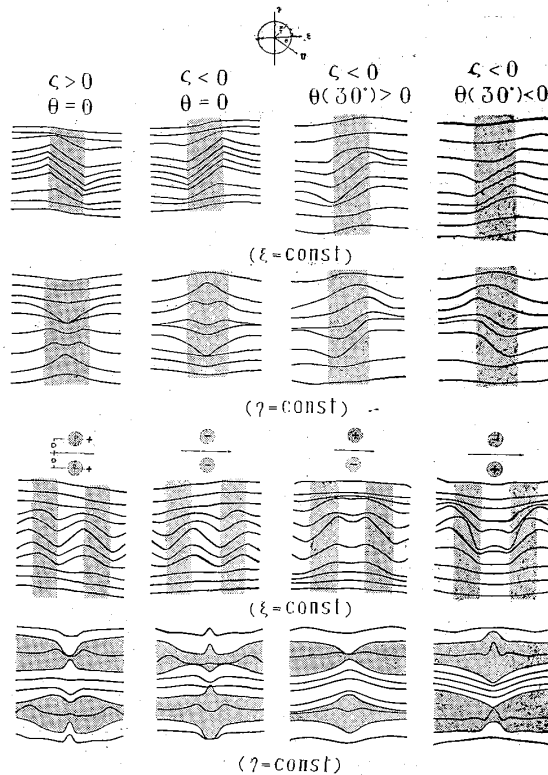 η
ξ
ς > 0 ς < 0 ς < 0 ς < 0
θ = 0 θ = 0 θ(30°) > 0 θ(30°) < 0
(ξ = const)
(η = const)
+ − + −
+ − − +
(ξ = const)
(η = const)